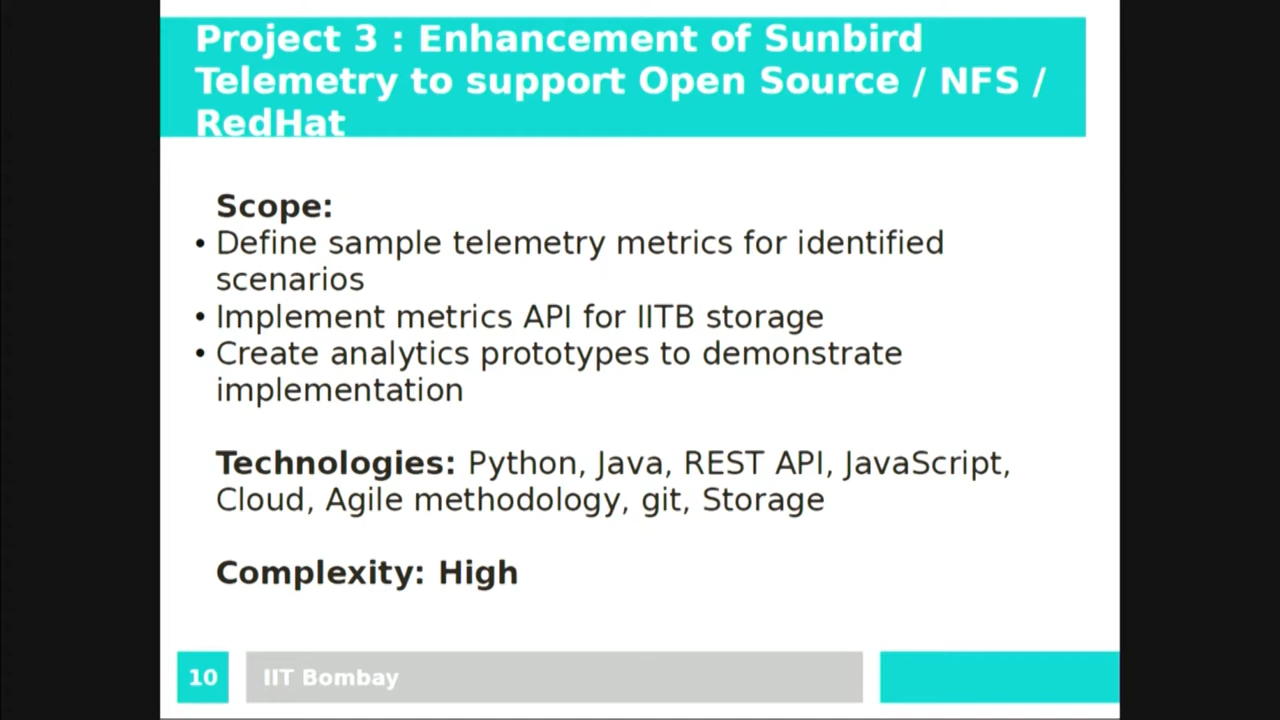 Project 3 : Enhancement of Sunbird
Telemetry to support Open Source / NFS /
RedHat
Scope:
• Define sample telemetry metrics for identified
scenarios
• Implement metrics API for IITB storage
• Create analytics prototypes to demonstrate
implementation
Technologies: Python, Java, REST API, JavaScript,
Cloud, Agile methodology, git, Storage
Complexity: High
10
IIT Bombay